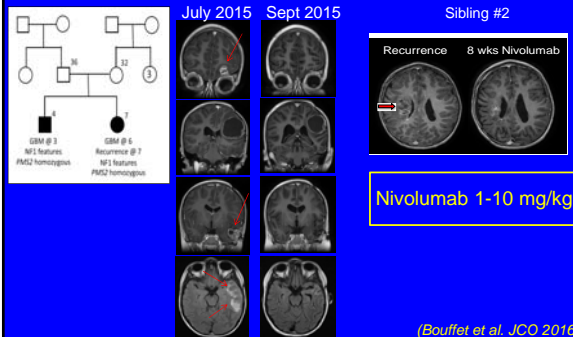 July 2015
Sept 2015
Sibling #2
36
32
3
4
7
GBM @ 3
NF1 features
PMS2 homozygous
GBM @ 6
Recurrence @ 7
NF1 features
PMS2 homozygous
Recurrence
8 wks Nivolumab
Nivolumab 1-10 mg/kg
(Bouffet et al. JCO 2016